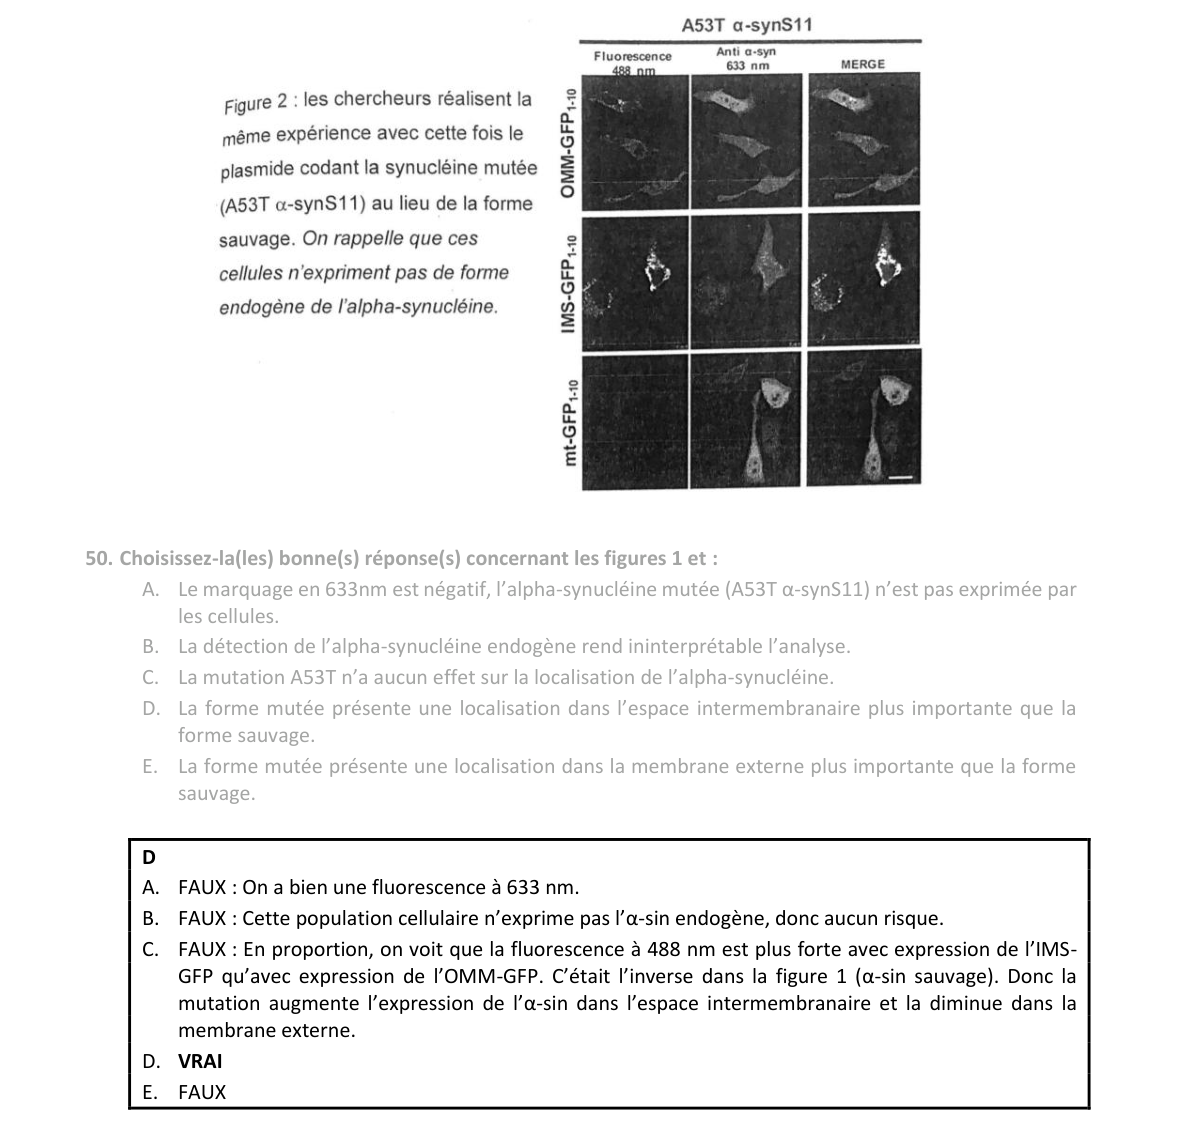 A53T α-synS11
Fluorescence
488 nm
Anti α-syn
633 nm
MERGE
Figure 2 : les chercheurs réalisent la
même expérience avec cette fois le
plasmide codant la synucléine mutée
(A53T α-synS11) au lieu de la forme
sauvage. On rappelle que ces
cellules n'expriment pas de forme
endogène de l'alpha-synucléine.
OMM-GFP1-10
IMS-GFP1-10
mt-GFP1-10
50. Choisissez-la(les) bonne(s) réponse(s) concernant les figures 1 et :
A. Le marquage en 633nm est négatif, l'alpha-synucléine mutée (A53T α-synS11) n'est pas exprimée par
les cellules.
B. La détection de l'alpha-synucléine endogène rend ininterprétable l'analyse.
C. La mutation A53T n'a aucun effet sur la localisation de l'alpha-synucléine.
D. La forme mutée présente une localisation dans l'espace intermembranaire plus importante que la
forme sauvage.
E. La forme mutée présente une localisation dans la membrane externe plus importante que la forme
sauvage.
D
A. FAUX : On a bien une fluorescence à 633 nm.
B. FAUX : Cette population cellulaire n'exprime pas l'α-sin endogène, donc aucun risque.
C. FAUX : En proportion, on voit que la fluorescence à 488 nm est plus forte avec expression de l'IMS-
GFP qu'avec expression de l'OMM-GFP. C'était l'inverse dans la figure 1 (α-sin sauvage). Donc la
mutation augmente l'expression de l'α-sin dans l'espace intermembranaire et la diminue dans la
membrane externe.
D. VRAI
E. FAUX